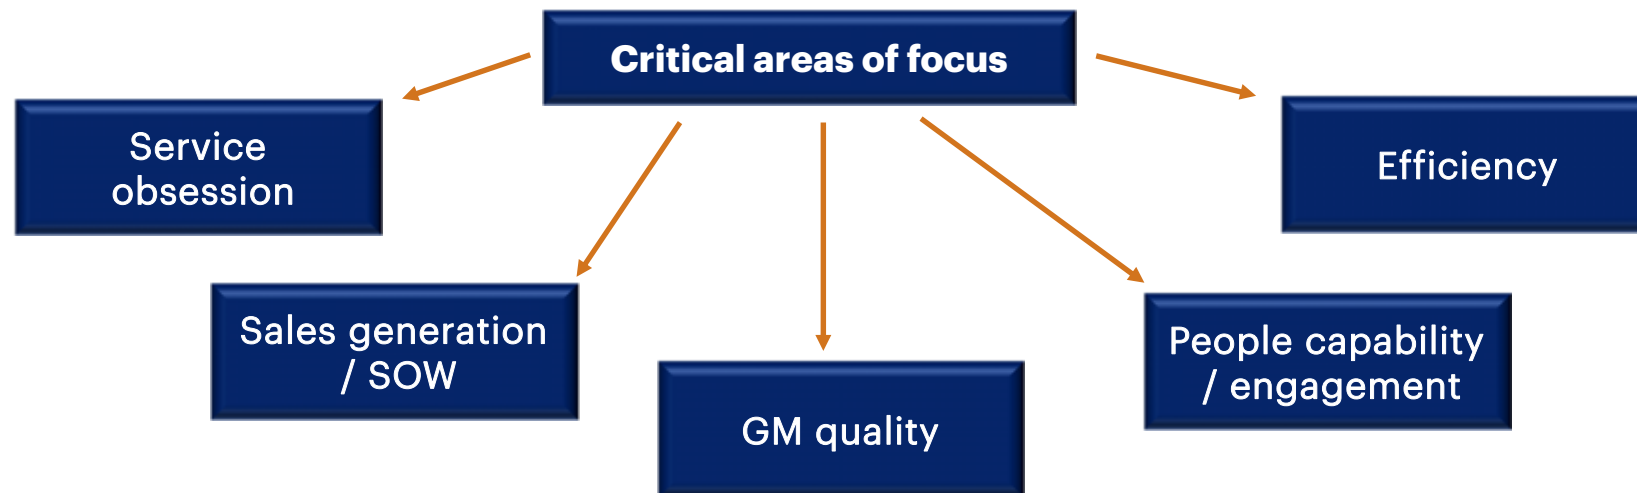 Critical areas of focus
Service
obsession
Sales generation
/ SOW
GM quality
People capability
/ engagement
Efficiency